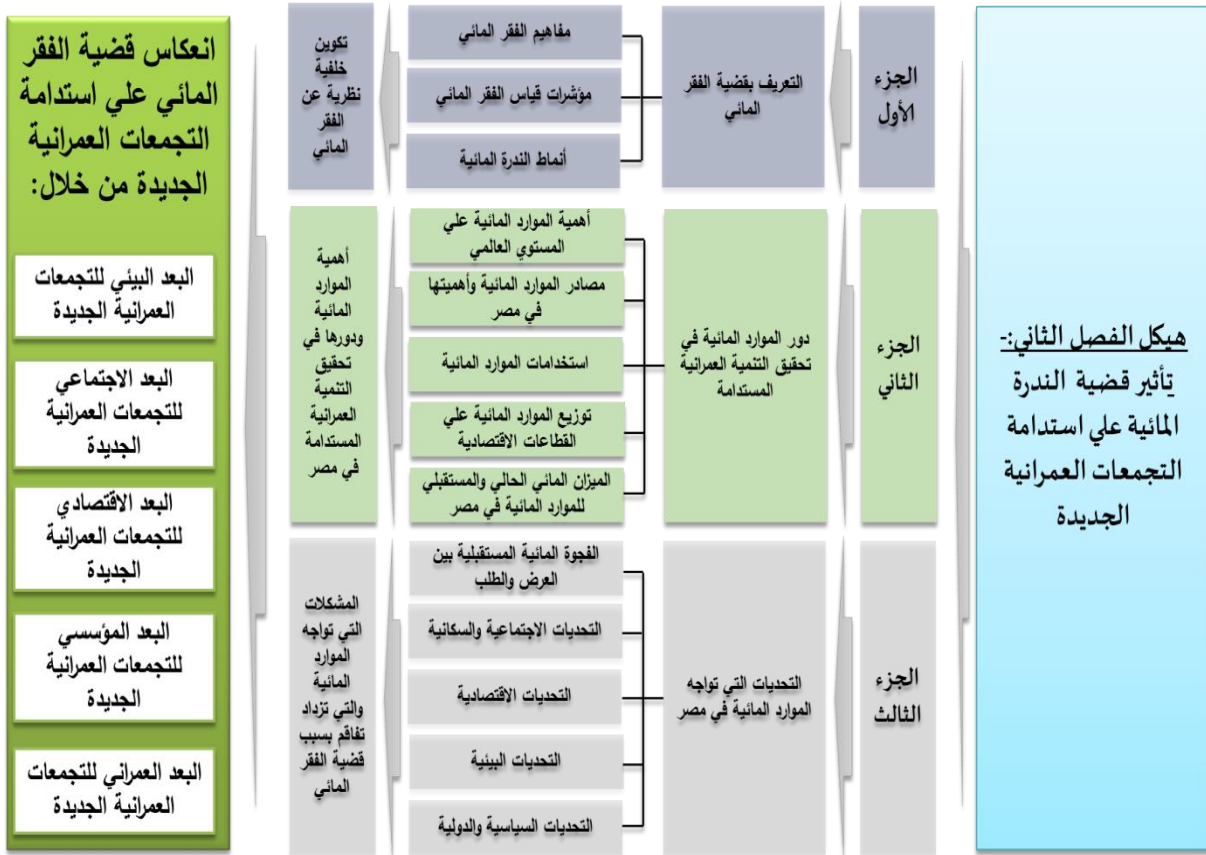 هيكل الفصل الثاني:-
تأثير قضية الندرة
المائية علي استدامة
التجمعات العمرانية
الجديدة
الجزء
الأول
التعريف بقضية الفقر
المائي
مفاهيم الفقر المائي
مؤشرات قياس الفقر المائي
أنماط الندرة المائية
تكوين
خلفية
نظرية عن
الفقر
المائي
الجزء
الثاني
دور الموارد المائية في
تحقيق التنمية العمرانية
المستدامة
أهمية الموارد المائية علي
المستوي العالمي
مصادر الموارد المائية وأهميتها
في مصر
استخدامات الموارد المائية
توزيع الموارد المائية علي
القطاعات الاقتصادية
الميزان المائي الحالي والمستقبلي
للموارد المائية في مصر
أهمية
الموارد
المائية
ودورها في
تحقيق
التنمية
العمرانية
المستدامة
في مصر
الجزء
الثالث
التحديات التي تواجه
الموارد المائية في مصر
الفجوة المائية المستقبلية بين
العرض والطلب
التحديات الاجتماعية والسكانية
التحديات الاقتصادية
التحديات البيئية
التحديات السياسية والدولية
المشكلات
التي تواجه
الموارد
المائية
والتي تزداد
تفاقم بسبب
قضية الفقر
المائي
انعكاس قضية الفقر
المائي علي استدامة
التجمعات العمرانية
الجديدة من خلال:
البعد البيئي للتجمعات
العمرانية الجديدة
البعد الاجتماعي
للتجمعات العمرانية
الجديدة
البعد الاقتصادي
للتجمعات العمرانية
الجديدة
البعد المؤسسي
للتجمعات العمرانية
الجديدة
البعد العمراني للتجمعات
العمرانية الجديدة